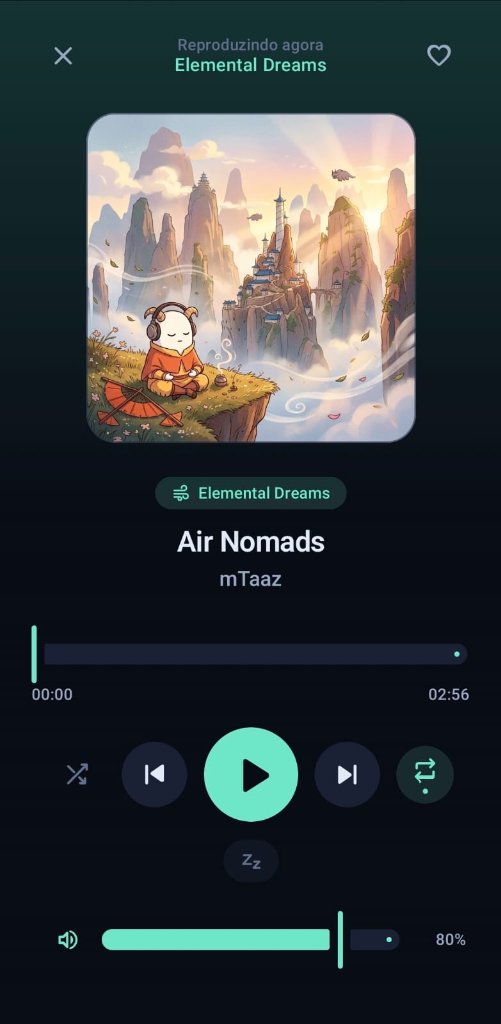 Reproduzindo agora
Elemental Dreams
Elemental Dreams
Air Nomads
mTaaz
00:00
02:56
Zz
80%